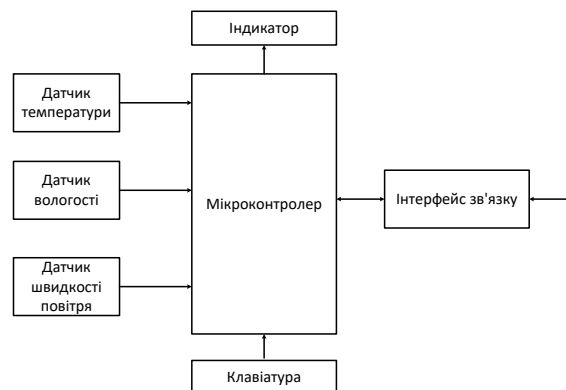 Індикатор
Датчик
температури
Датчик
вологості
Мікроконтролер
Інтерфейс зв'язку
Датчик
швидкості
повітря
Клавіатура